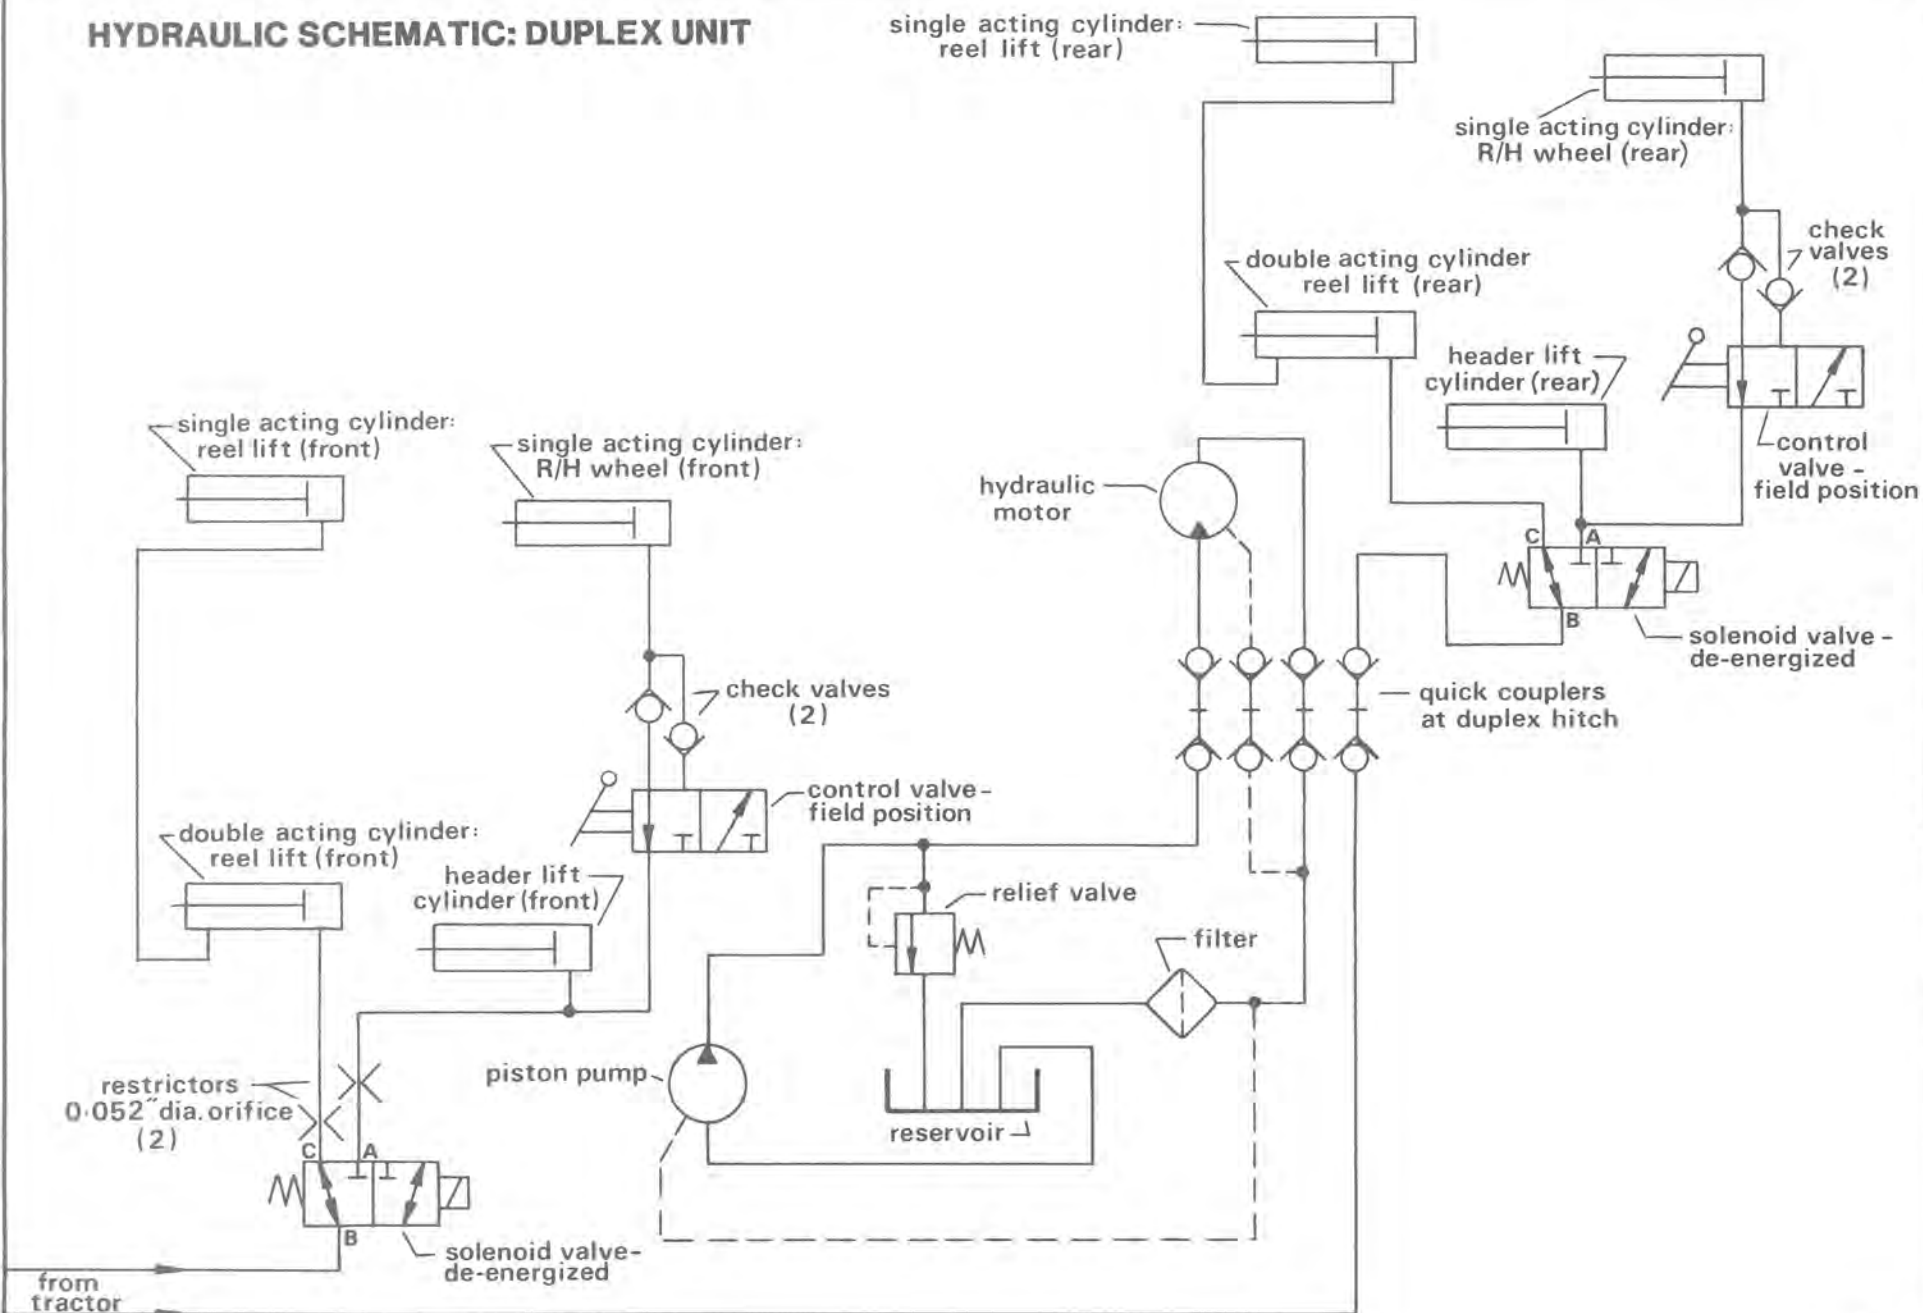 HYDRAULIC SCHEMATIC: DUPLEX UNIT
single acting cylinder:
reel lift (rear)
single acting cylinder:
R/H wheel (rear)
check
valves
(2)
double acting cylinder
reel lift (rear)
header lift
cylinder (rear)
control
valve -
field position
single acting cylinder:
reel lift (front)
single acting cylinder:
R/H wheel (front)
hydraulic
motor
C
A
B
solenoid valve -
de-energized
check valves
(2)
quick couplers
at duplex hitch
control valve -
field position
double acting cylinder:
reel lift (front)
header lift
cylinder (front)
relief valve
filter
piston pump
restrictors
0·052" dia. orifice
(2)
reservoir
C
A
B
solenoid valve-
de-energized
from
tractor